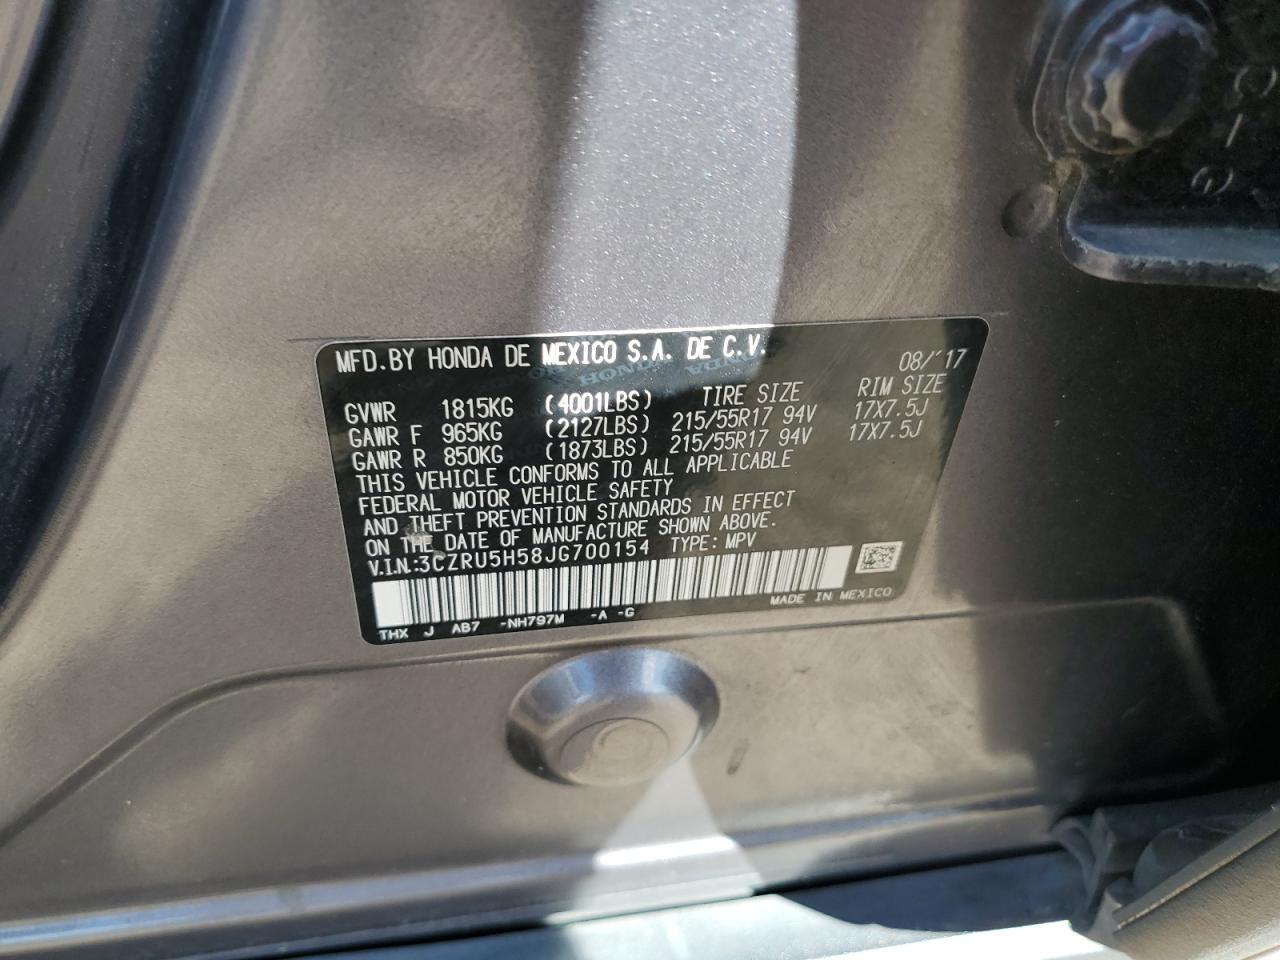 MFD.BY HONDA DE MEXICO S.A. DE C.V. 08/'17
GVWR 1815KG (4001LBS) TIRE SIZE RIM SIZE
GAWR F 965KG (2127LBS) 215/55R17 94V 17X7.5J
GAWR R 850KG (1873LBS) 215/55R17 94V 17X7.5J
THIS VEHICLE CONFORMS TO ALL APPLICABLE
FEDERAL MOTOR VEHICLE SAFETY
AND THEFT PREVENTION STANDARDS IN EFFECT
ON THE DATE OF MANUFACTURE SHOWN ABOVE.
V.I.N.:3CZRU5H58JG700154 TYPE: MPV
MADE IN MEXICO
THX J AB7 -NH797M -A -G